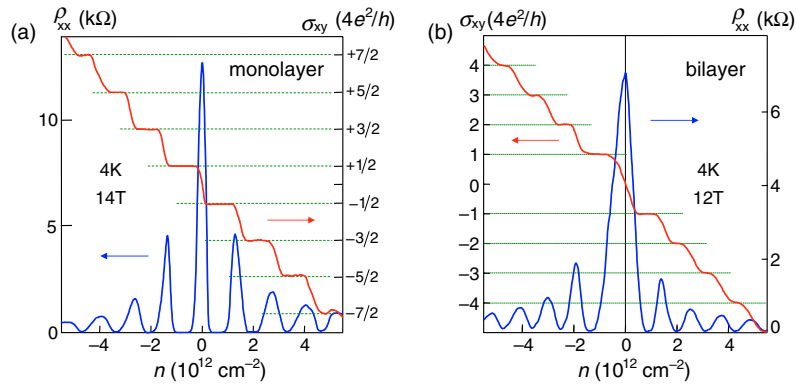 (a)
ρxx (kΩ)
σxy (4e²/h)
monolayer
4K
14T
10
5
0
+7/2
+5/2
+3/2
+1/2
−1/2
−3/2
−5/2
−7/2
−4 −2 0 2 4
n (10¹² cm⁻²)
(b)
σxy (4e²/h)
ρxx (kΩ)
bilayer
4K
12T
4
3
2
1
−1
−2
−3
−4
6
4
2
0
−4 −2 0 2 4
n (10¹² cm⁻²)